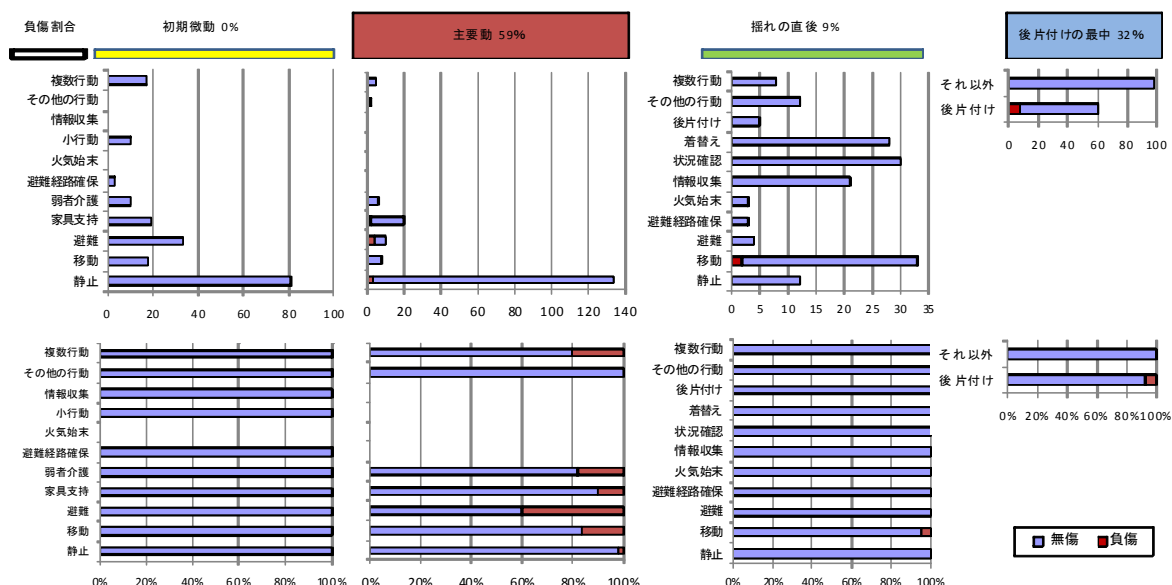 負傷割合
初期微動 0%
主要動 59%
揺れの直後 9%
後片付けの最中 32%
複数行動
その他の行動
情報収集
小行動
火気始末
避難経路確保
弱者介護
家具支持
避難
移動
静止
0 20 40 60 80 100
0 20 40 60 80 100 120 140
複数行動
その他の行動
後片付け
着替え
状況確認
情報収集
火気始末
避難経路確保
避難
移動
静止
0 5 10 15 20 25 30 35
それ以外
後片付け
0 20 40 60 80 100
複数行動
その他の行動
情報収集
小行動
火気始末
避難経路確保
弱者介護
家具支持
避難
移動
静止
0% 20% 40% 60% 80% 100%
0% 20% 40% 60% 80% 100%
複数行動
その他の行動
後片付け
着替え
状況確認
情報収集
火気始末
避難経路確保
避難
移動
静止
0% 20% 40% 60% 80% 100%
それ以外
後片付け
0% 20% 40% 60% 80% 100%
無傷 負傷